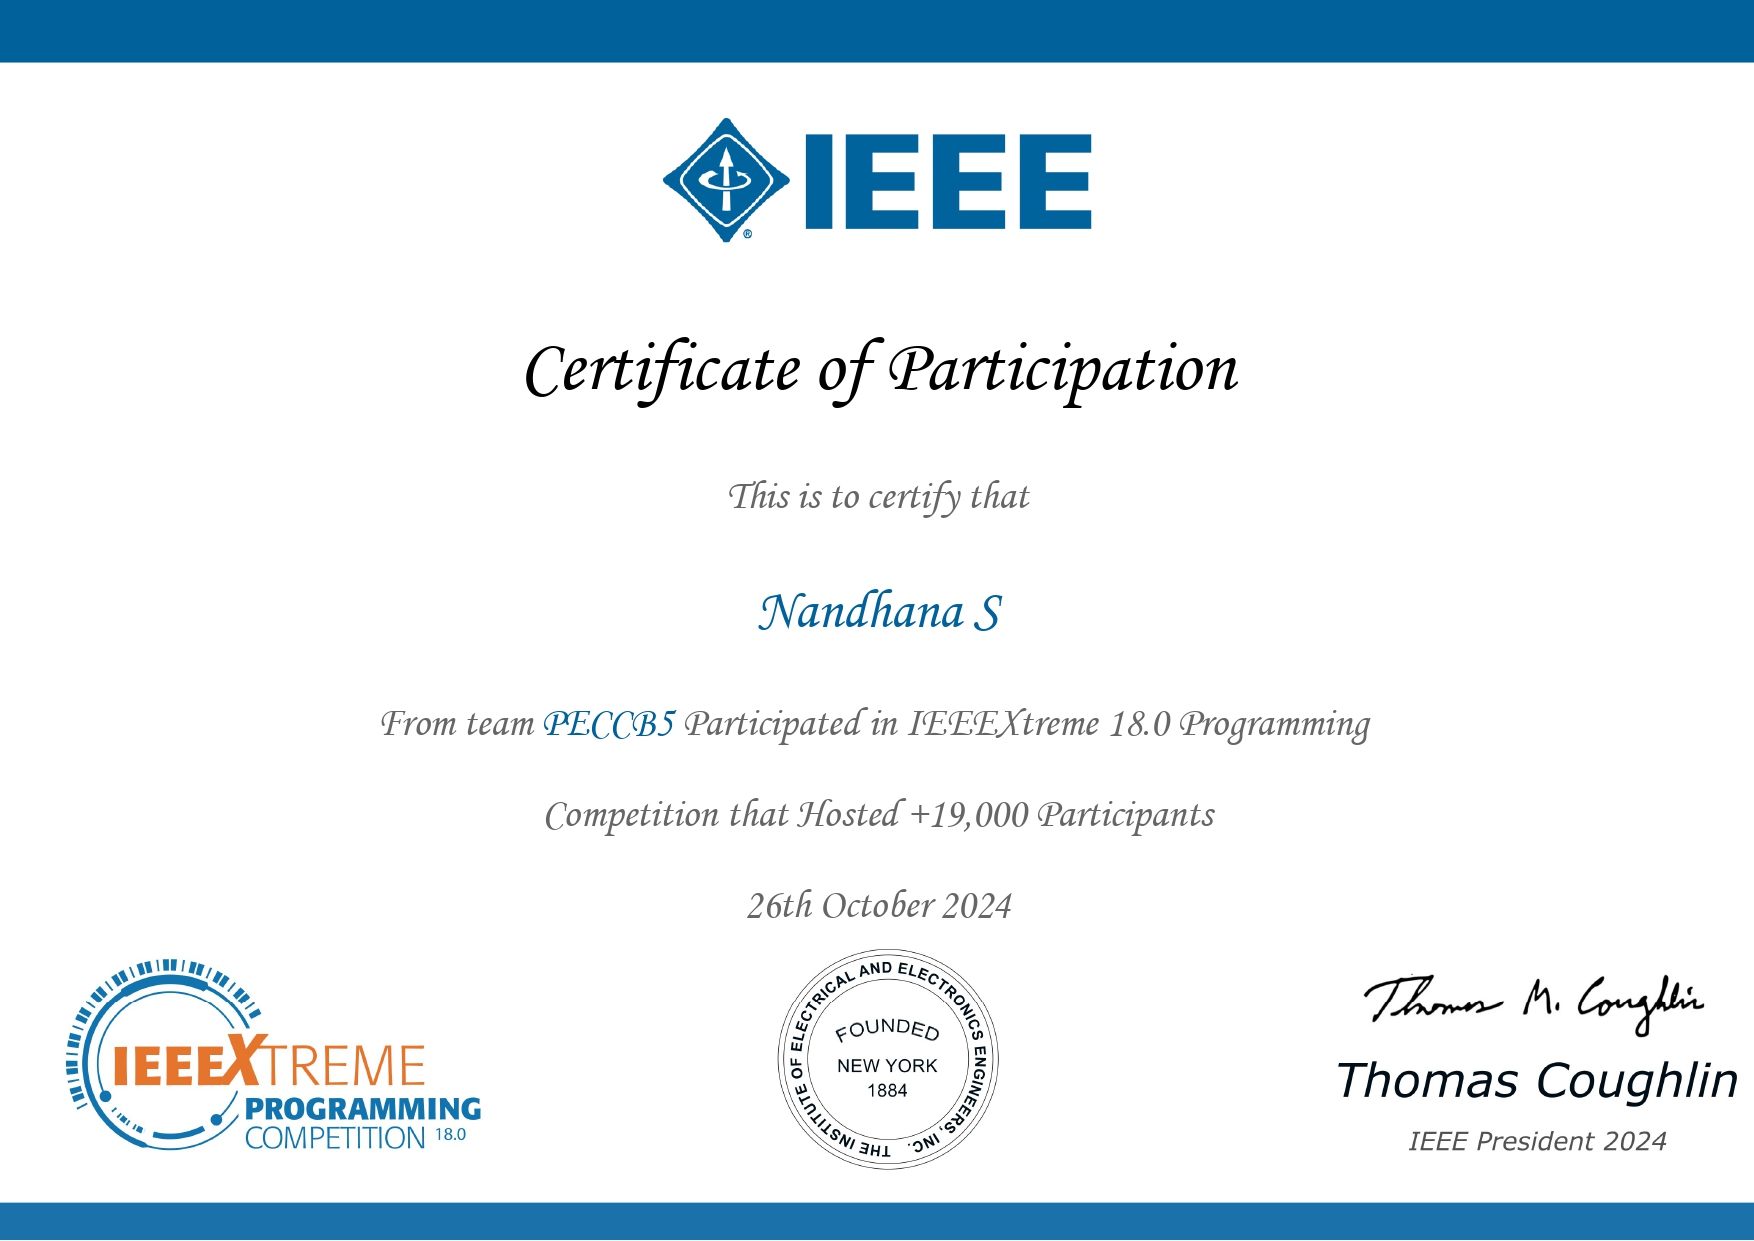 IEEE
®
Certificate of Participation
This is to certify that
Nandhana S
From team PECCB5 Participated in IEEEXtreme 18.0 Programming
Competition that Hosted +19,000 Participants
26th October 2024
IEEEXTREME
PROGRAMMING
COMPETITION 18.0
THE INSTITUTE OF ELECTRICAL AND ELECTRONICS ENGINEERS, INC.
FOUNDED
NEW YORK
1884
Thomas M. Coughlin
Thomas Coughlin
IEEE President 2024